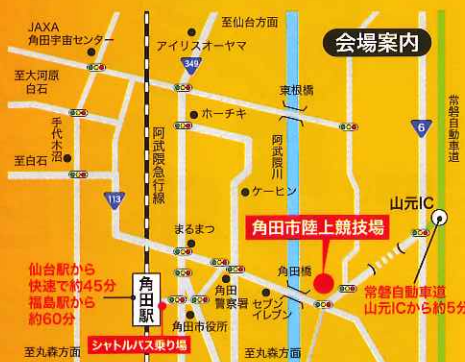 会場案内
JAXA
角田宇宙センター
至仙台方面
アイリスオーヤマ
349
至大河原
白石
東根橋
ホーチキ
6
常磐自動車道
手代木沼
阿武隈急行線
阿武隈川
至白石
ケーヒン
113
山元IC
まるまつ
角田市陸上競技場
仙台駅から
快速で約45分
福島駅から
約60分
角田駅
角田
警察署
セブン
イレブン
角田橋
常磐自動車道
山元ICから約5分
シャトルバス乗り場
角田市役所
至丸森方面
至丸森方面